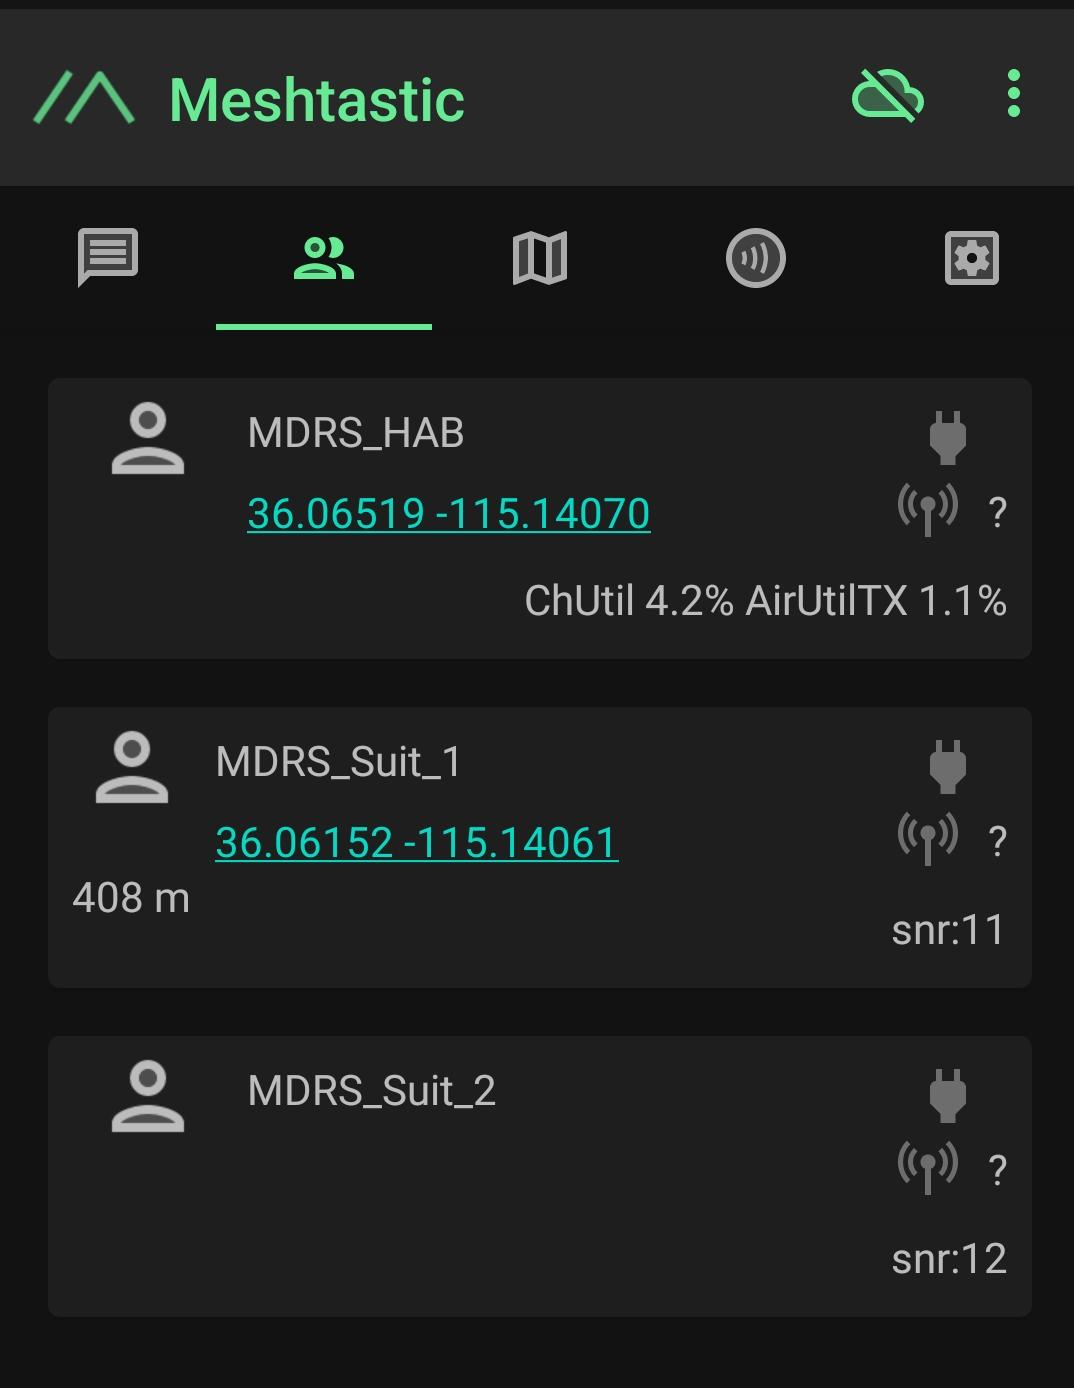 Meshtastic
MDRS_HAB
36.06519 -115.14070
?
ChUtil 4.2% AirUtilTX 1.1%
MDRS_Suit_1
36.06152 -115.14061
?
408 m
snr:11
MDRS_Suit_2
?
snr:12